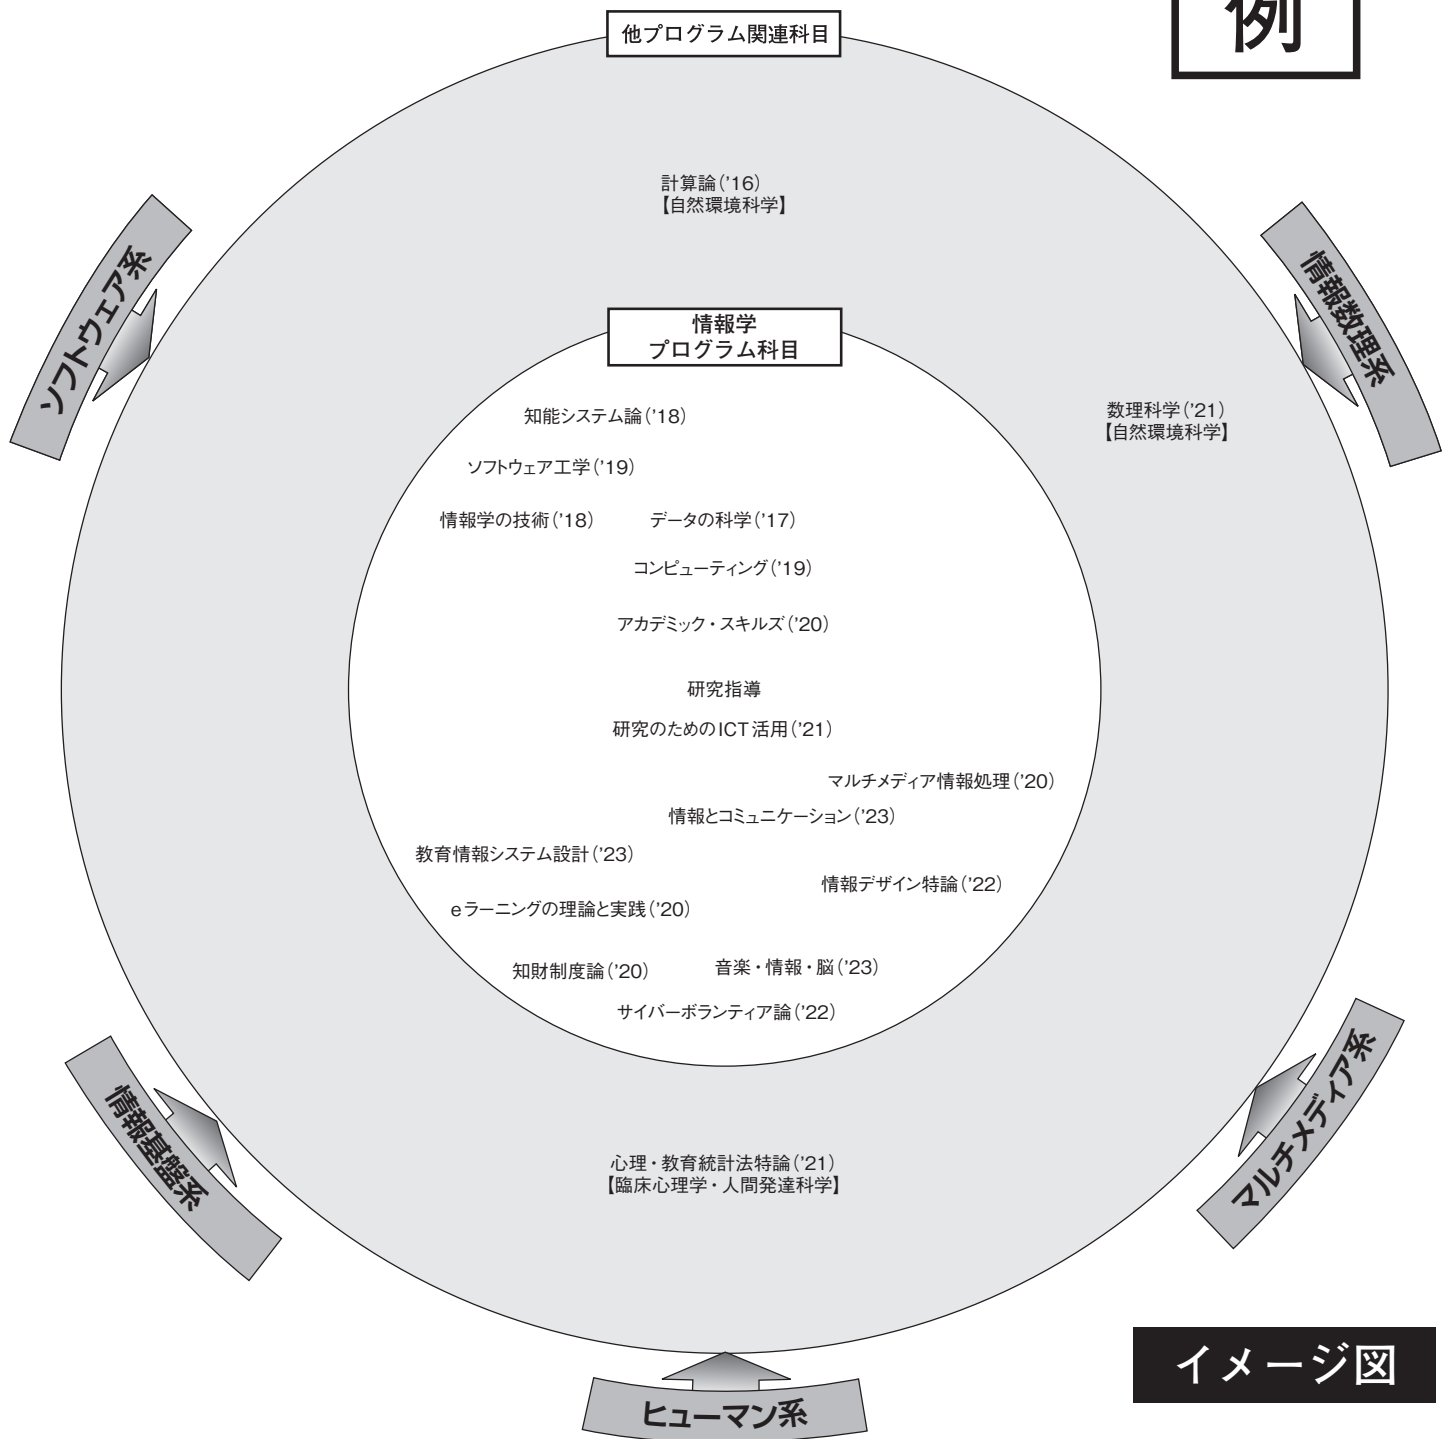 例
他プログラム関連科目
計算論(’16)
【自然環境科学】
ソフトウェア系
情報数理系
情報学
プログラム科目
数理科学(’21)
【自然環境科学】
知能システム論(’18)
ソフトウェア工学(’19)
情報学の技術(’18)
データの科学(’17)
コンピューティング(’19)
アカデミック・スキルズ(’20)
研究指導
研究のためのICT活用(’21)
マルチメディア情報処理(’20)
情報とコミュニケーション(’23)
教育情報システム設計(’23)
情報デザイン特論(’22)
eラーニングの理論と実践(’20)
知財制度論(’20)
音楽・情報・脳(’23)
サイバーボランティア論(’22)
情報基盤系
マルチメディア系
心理・教育統計法特論(’21)
【臨床心理学・人間発達科学】
ヒューマン系
イメージ図